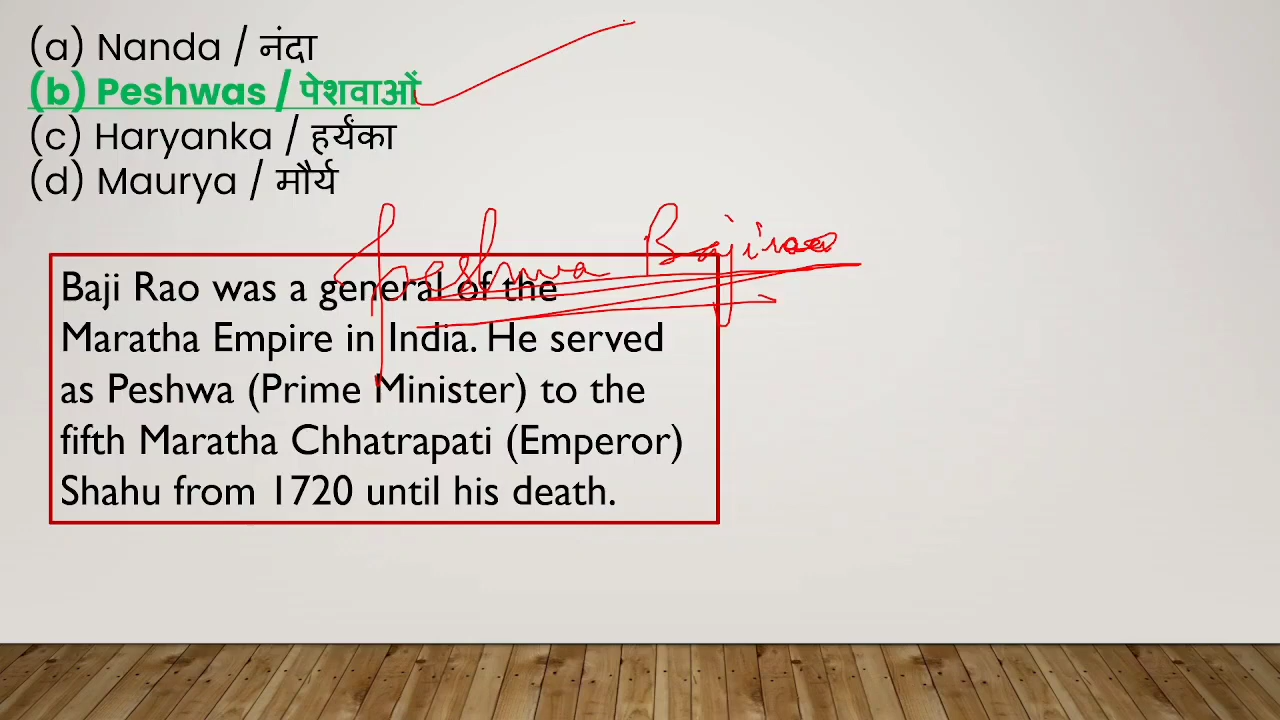 (a) Nanda / नंदा
(b) Peshwas / पेशवाओं
(c) Haryanka / हर्यंका
(d) Maurya / मौर्य
Peshwa Bajirao
Baji Rao was a general of the
Maratha Empire in India. He served
as Peshwa (Prime Minister) to the
fifth Maratha Chhatrapati (Emperor)
Shahu from 1720 until his death.